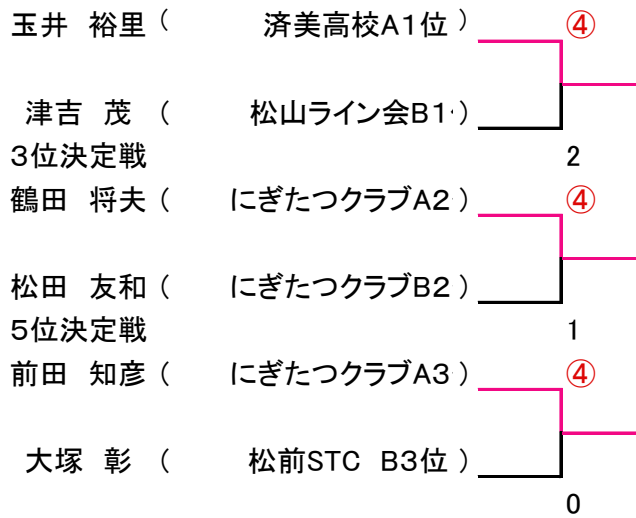 玉井 裕里 ( 済美高校A1位 ) ④
津吉 茂 ( 松山ライン会B1 ) 2
3位決定戦
鶴田 将夫 ( にぎたつクラブA2 ) ④
松田 友和 ( にぎたつクラブB2 ) 1
5位決定戦
前田 知彦 ( にぎたつクラブA3 ) ④
大塚 彰 ( 松前STC B3位 ) 0